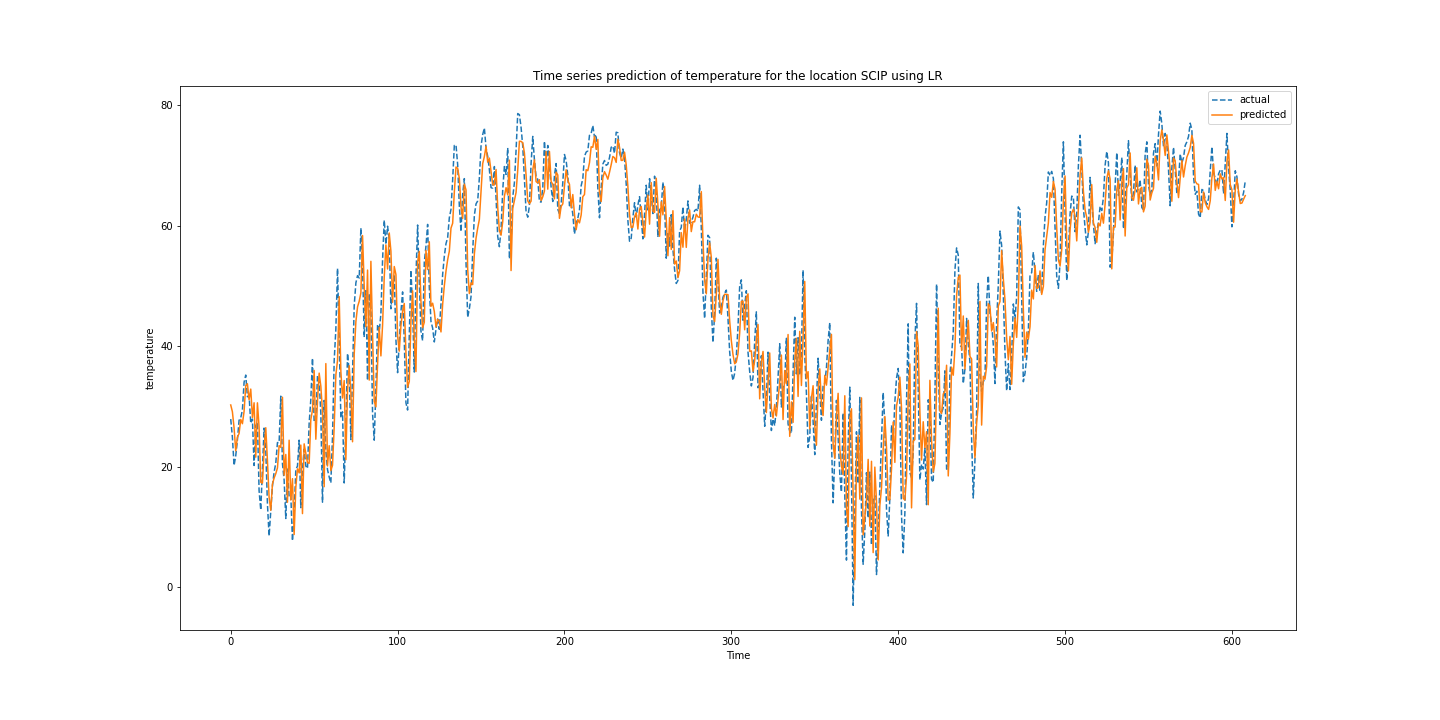 Time series prediction of temperature for the location SCIP using LR
actual
predicted
80
60
40
20
0
temperature
0 100 200 300 400 500 600
Time